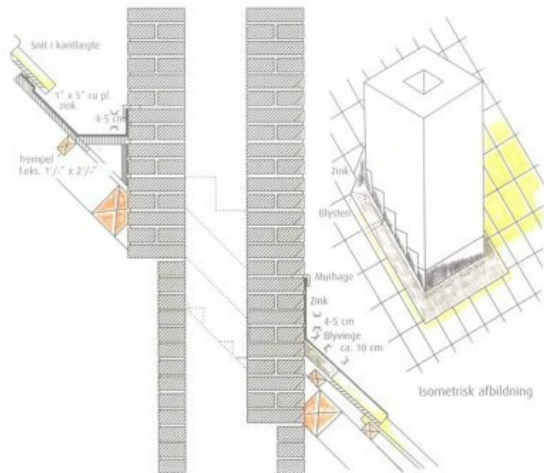 Snit i kantlægte
1" x 5" ru pl.
zink
4-5 cm
Trempel
f.eks. 1½" x 2½"
Zink
Blysterl
Murhage
Zink
4-5 cm
Blyvinge
ca. 10 cm
Isometrisk afbildning